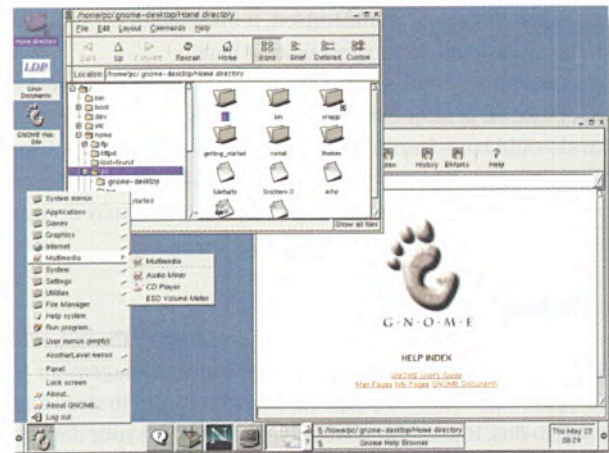 /home/pc/gnome-desktop/Home directory
File Edit Layout Commands Help
Back Up Forward Rescan Home Icons Brief Detailed Custom
Location: /home/pc/gnome-desktop/Home directory
Home directory
LDP
Linux Documents
GNOME Web Site
/
bin
boot
dev
etc
home
ftp
httpd
lost+found
pc
gnome-desktop
bin
getting_started
nsmail
themes
echo
Show all files
Index History BMarks Help
G·N·O·M·E
HELP INDEX
GNOME User's Guide
Man Pages Info Pages GNOME Documents
System menus
Applications
Games
Graphics
Internet
Multimedia
System
Settings
Utilities
File Manager
Help system
Run program...
User menus (empty)
AnotherLevel menus
Panel
Lock screen
About...
About GNOME...
Log out
Multimedia
Audio Mixer
CD Player
ESD Volume Meter
/home/pc/gnome-desktop/Home directory
Gnome Help Browser
Thu May 20
08:29